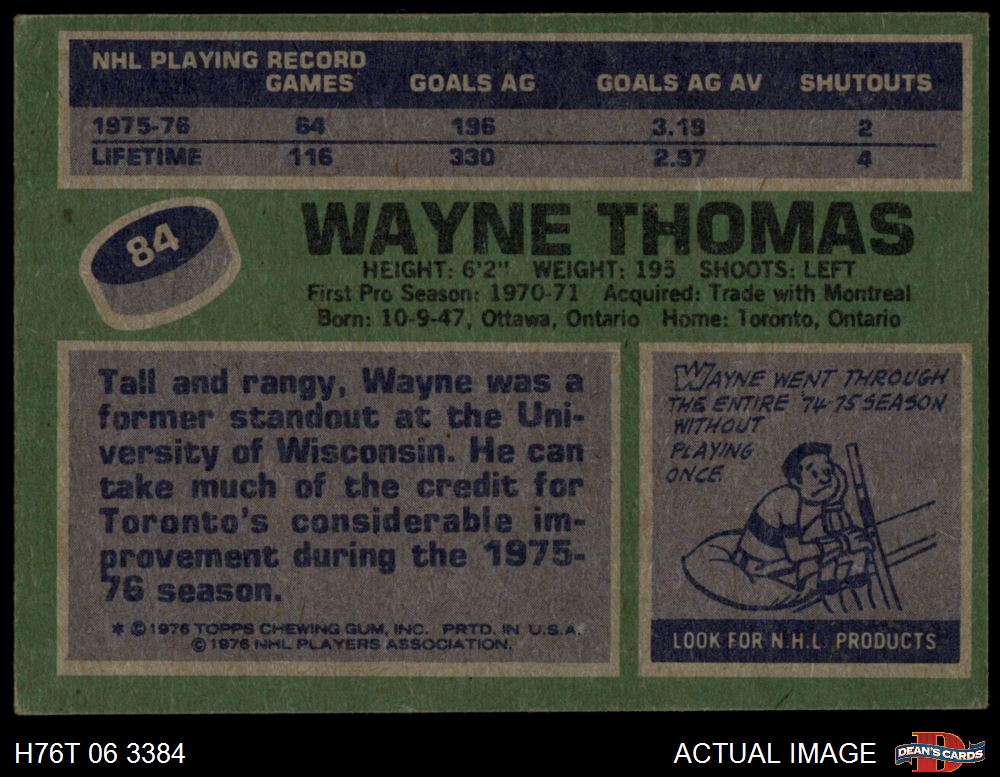 NHL PLAYING RECORD
GAMES GOALS AG GOALS AG AV SHUTOUTS
1975-76 64 196 3.19 2
LIFETIME 116 330 2.97 4
84
WAYNE THOMAS
HEIGHT: 6'2" WEIGHT: 195 SHOOTS: LEFT
First Pro Season: 1970-71 Acquired: Trade with Montreal
Born: 10-9-47, Ottawa, Ontario Home: Toronto, Ontario
Tall and rangy, Wayne was a
former standout at the Uni-
versity of Wisconsin. He can
take much of the credit for
Toronto's considerable im-
provement during the 1975-
76 season.
* © 1976 TOPPS CHEWING GUM, INC. PRTD. IN U.S.A.
© 1976 NHL PLAYERS ASSOCIATION.
WAYNE WENT THROUGH
THE ENTIRE '74-75 SEASON
WITHOUT
PLAYING
ONCE.
LOOK FOR N.H.L. PRODUCTS
H76T 06 3384
ACTUAL IMAGE
D
DEAN'S CARDS